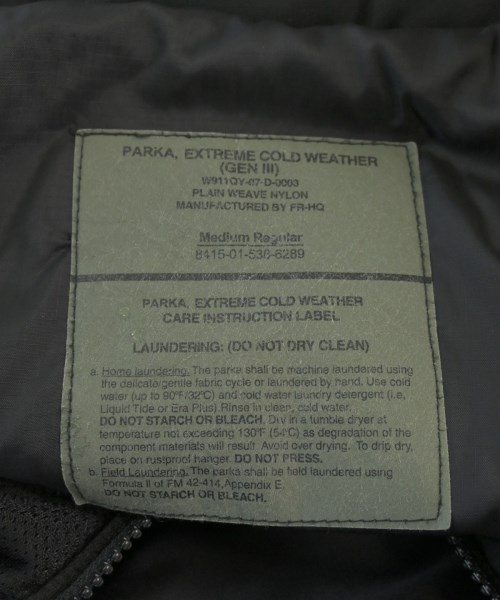 PARKA, EXTREME COLD WEATHER
(GEN III)
W911QY-07-D-0003
PLAIN WEAVE NYLON
MANUFACTURED BY FR-HQ
Medium Regular
8415-01-538-6289
PARKA, EXTREME COLD WEATHER
CARE INSTRUCTION LABEL
LAUNDERING: (DO NOT DRY CLEAN)
a. Home laundering. The parka shall be machine laundered using
the delicate/gentle fabric cycle or laundered by hand. Use cold
water (up to 90°F/32°C) and cold water laundry detergent (i.e,
Liquid Tide or Era Plus) Rinse in clean, cold water.
DO NOT STARCH OR BLEACH. Dry in a tumble dryer at
temperature not exceeding 130°F (54°C) as degradation of the
component materials will result. Avoid over drying. To drip dry,
place on rustproof hanger. DO NOT PRESS.
b. Field Laundering. The parka shall be field laundered using
Formula II of FM 42-414, Appendix E.
DO NOT STARCH OR BLEACH.